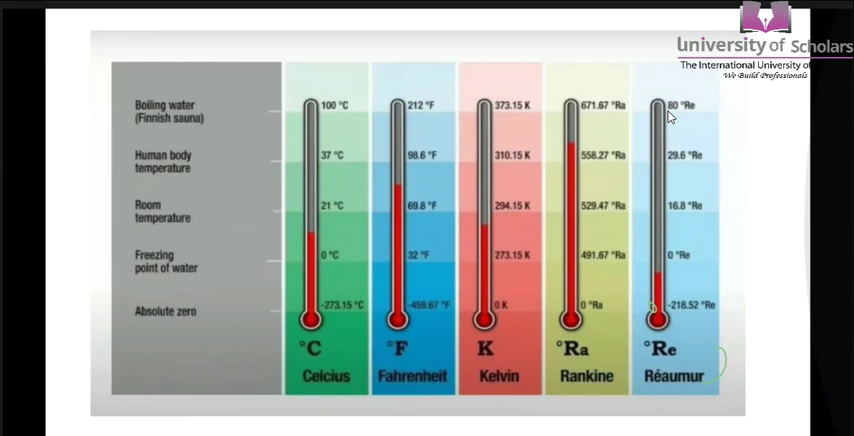 university of Scholars
The International University of
We Build Professionals
Boiling water
(Finnish sauna)
100 °C
212 °F
373.15 K
671.67 °Ra
80 °Re
Human body
temperature
37 °C
98.6 °F
310.15 K
558.27 °Ra
29.6 °Re
Room
temperature
21 °C
69.8 °F
294.15 K
529.47 °Ra
16.8 °Re
Freezing
point of water
0 °C
32 °F
273.15 K
491.67 °Ra
0 °Re
Absolute zero
-273.15 °C
-459.67 °F
0 K
0 °Ra
-218.52 °Re
°C
°F
K
°Ra
°Re
Celcius
Fahrenheit
Kelvin
Rankine
Réaumur